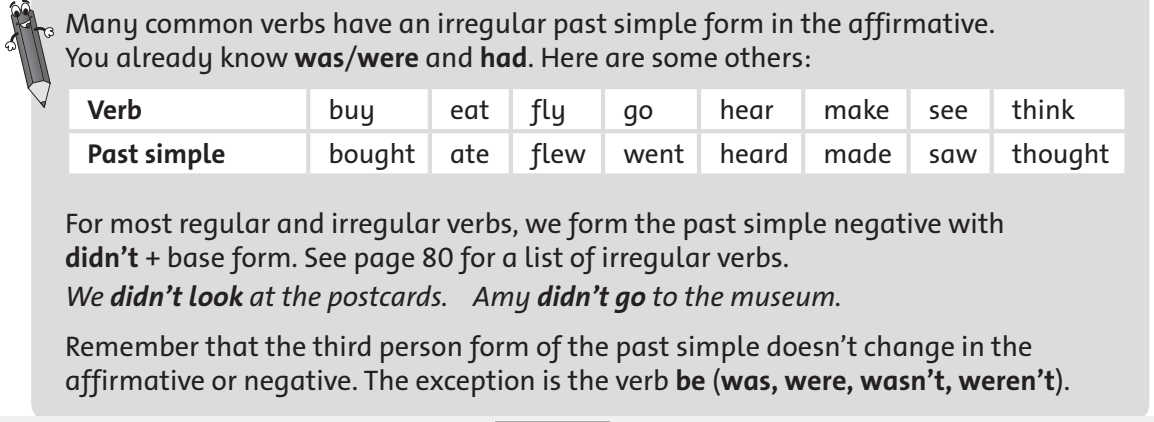 Many common verbs have an irregular past simple form in the affirmative.
You already know was/were and had. Here are some others:
Verb buy eat fly go hear make see think
Past simple bought ate flew went heard made saw thought
For most regular and irregular verbs, we form the past simple negative with
didn't + base form. See page 80 for a list of irregular verbs.
We didn't look at the postcards. Amy didn't go to the museum.
Remember that the third person form of the past simple doesn't change in the
affirmative or negative. The exception is the verb be (was, were, wasn't, weren't).